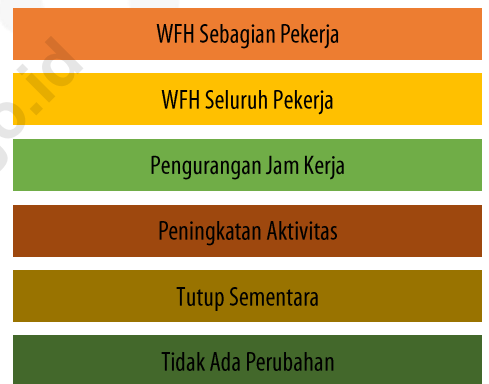 WFH Sebagian Pekerja
WFH Seluruh Pekerja
Pengurangan Jam Kerja
Peningkatan Aktivitas
Tutup Sementara
Tidak Ada Perubahan